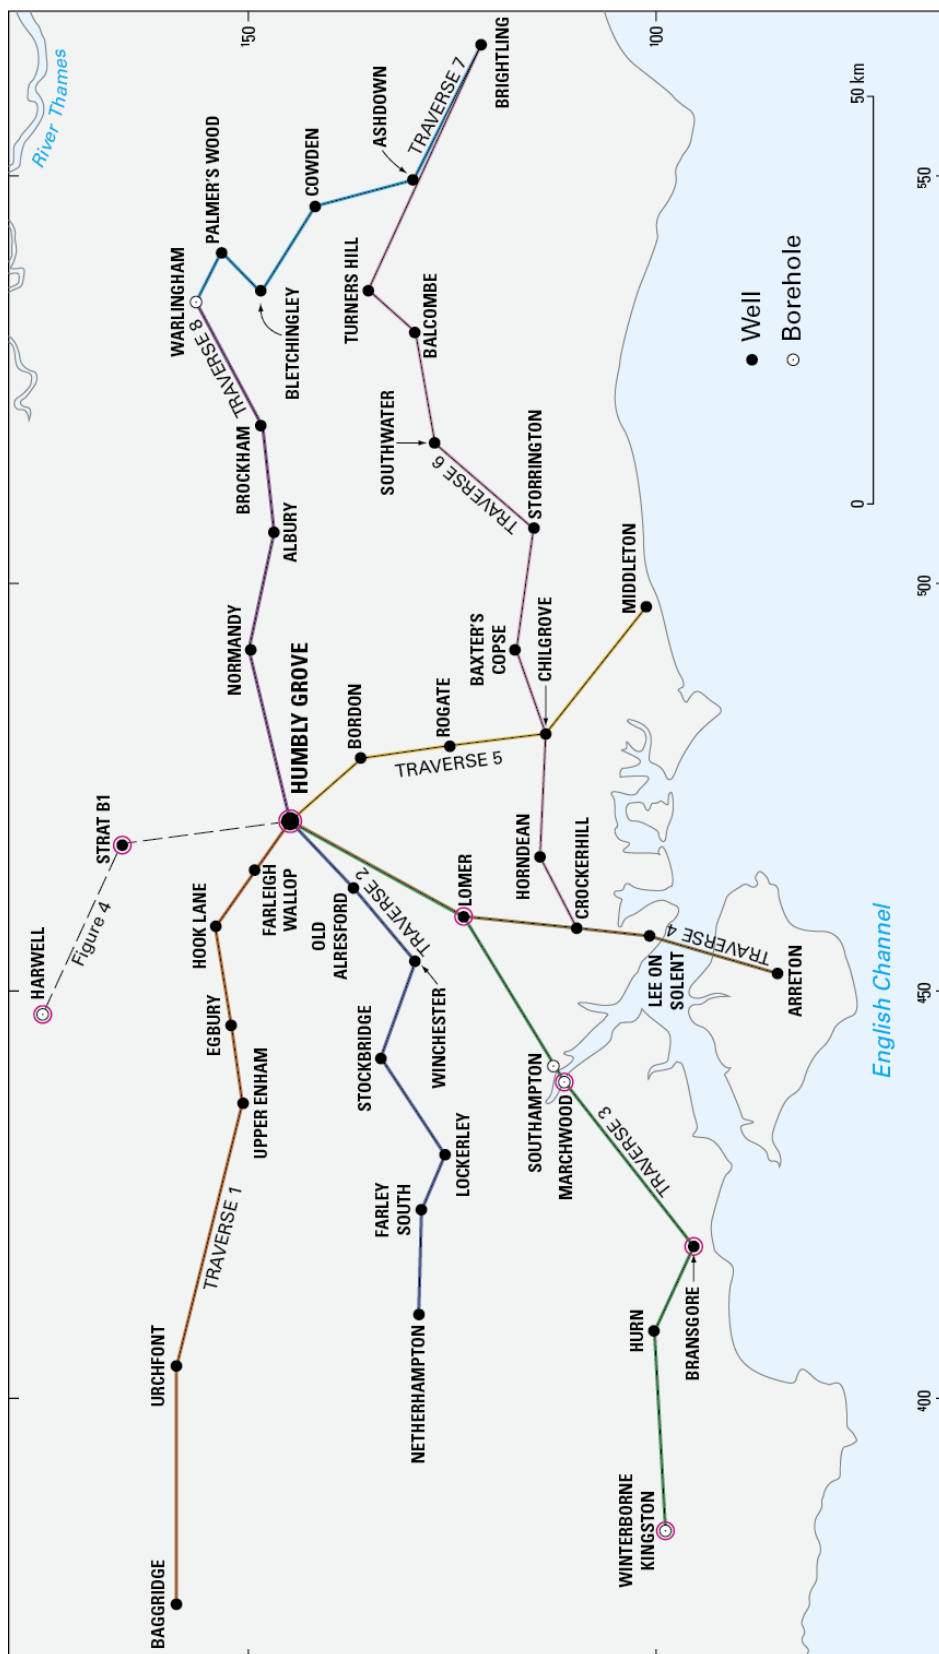 River Thames
150
100
HARWELL
STRAT B1
Figure 4
WARLINGHAM
PALMER'S WOOD
COWDEN
ASHDOWN
TRAVERSE 7
BRIGHTLING
TRAVERSE 8
BLETCHINGLEY
BROCKHAM
ALBURY
NORMANDY
HUMBLY GROVE
TURNERS HILL
BALCOMBE
SOUTHWATER
TRAVERSE 6
STORRINGTON
BAXTER'S
COPSE
CHILGROVE
MIDDLETON
BORDON
ROGATE
TRAVERSE 5
HORNDEAN
CROCKERHILL
HOOK LANE
FARLEIGH
WALLOP
EGBURY
UPPER ENHAM
TRAVERSE 1
URCHFONT
BAGGRIDGE
OLD
ALRESFORD
TRAVERSE 2
WINCHESTER
STOCKBRIDGE
LOCKERLEY
FARLEY
SOUTH
NETHERHAMPTON
LOMER
LEE ON
SOLENT
TRAVERSE 4
ARRETON
SOUTHAMPTON
MARCHWOOD
TRAVERSE 3
BRANSGORE
HURN
WINTERBORNE
KINGSTON
English Channel
Well
Borehole
0
50 km
400
450
500
550